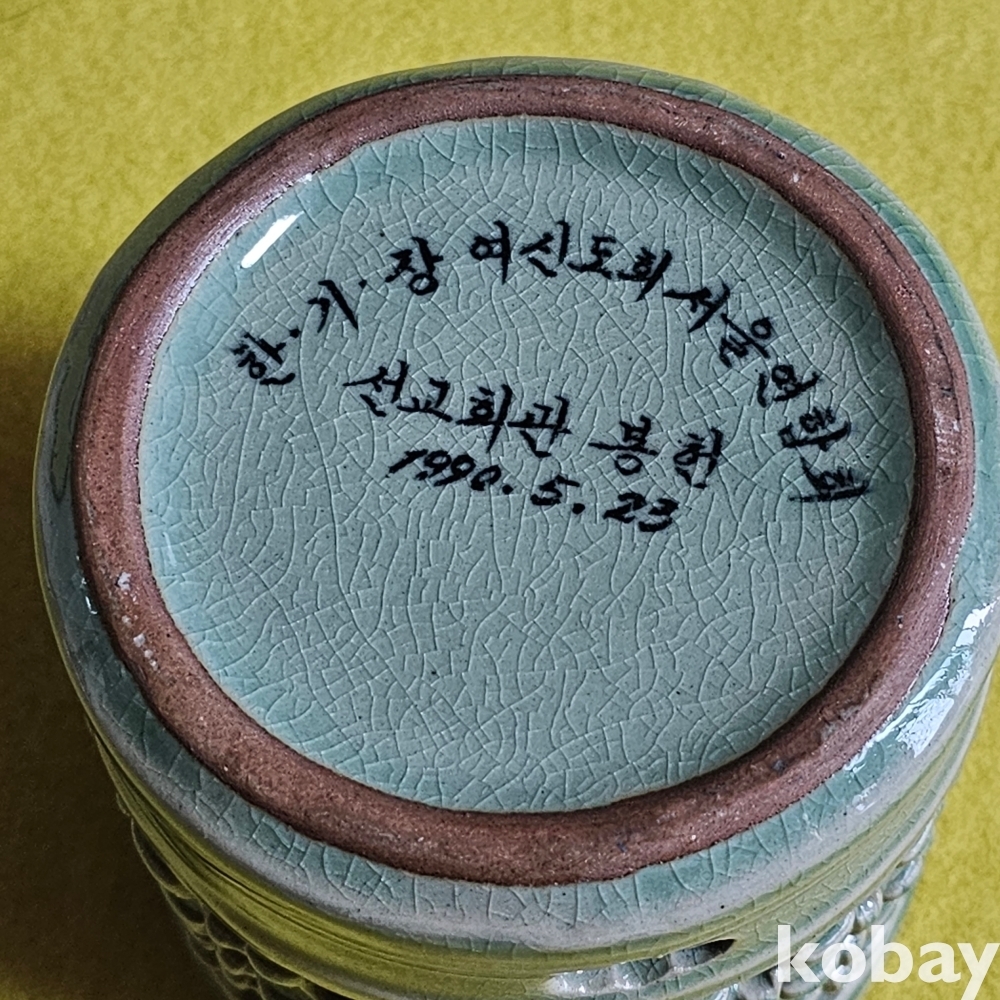 한·기·장 여신도회 서울연합회
선교회관 봉헌
1990. 5. 23
kobay